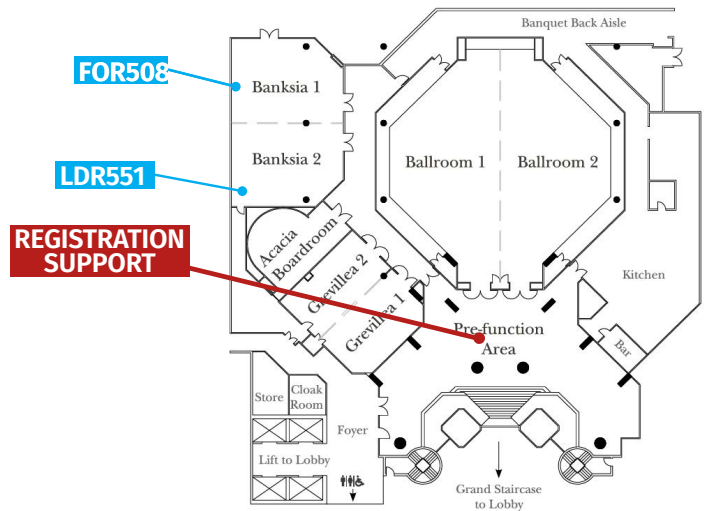 Banquet Back Aisle
FOR508
Banksia 1
Banksia 2
LDR551
Ballroom 1
Ballroom 2
REGISTRATION
SUPPORT
Acacia
Boardroom
Grevillea 2
Grevillea 1
Kitchen
Pre-function
Area
Bar
Store
Cloak
Room
Foyer
Lift to Lobby
Grand Staircase
to Lobby